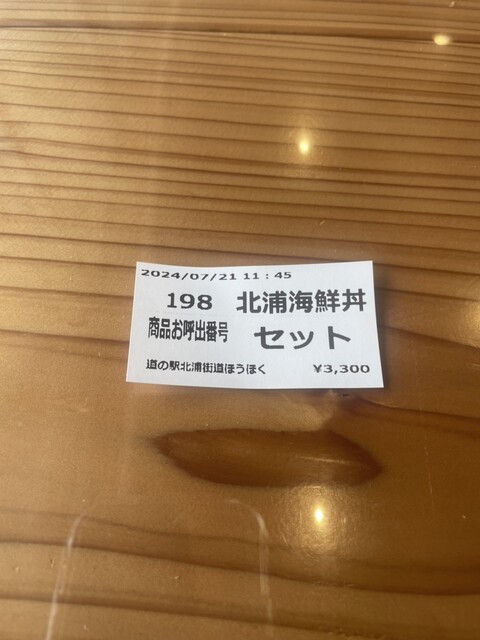 2024/07/21 11:45
198 北浦海鮮丼
商品お呼出番号 セット
道の駅北浦街道ほうほく ¥3,300